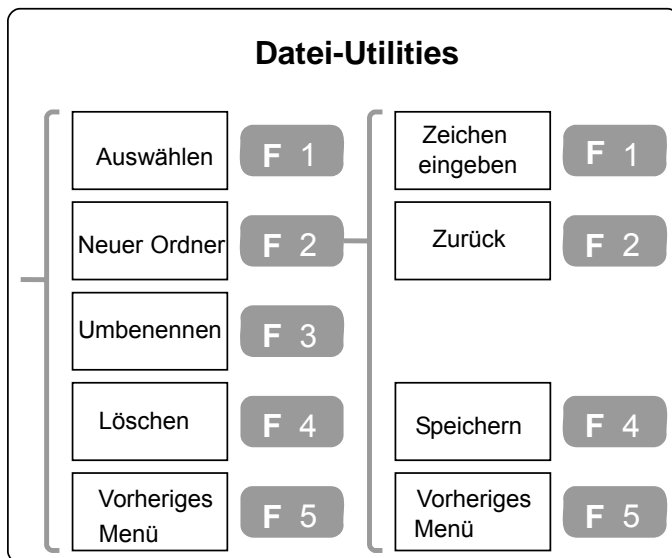 Datei-Utilities
Auswählen F 1
Neuer Ordner F 2
Umbenennen F 3
Löschen F 4
Vorheriges
Menü F 5
Zeichen
eingeben F 1
Zurück F 2
Speichern F 4
Vorheriges
Menü F 5